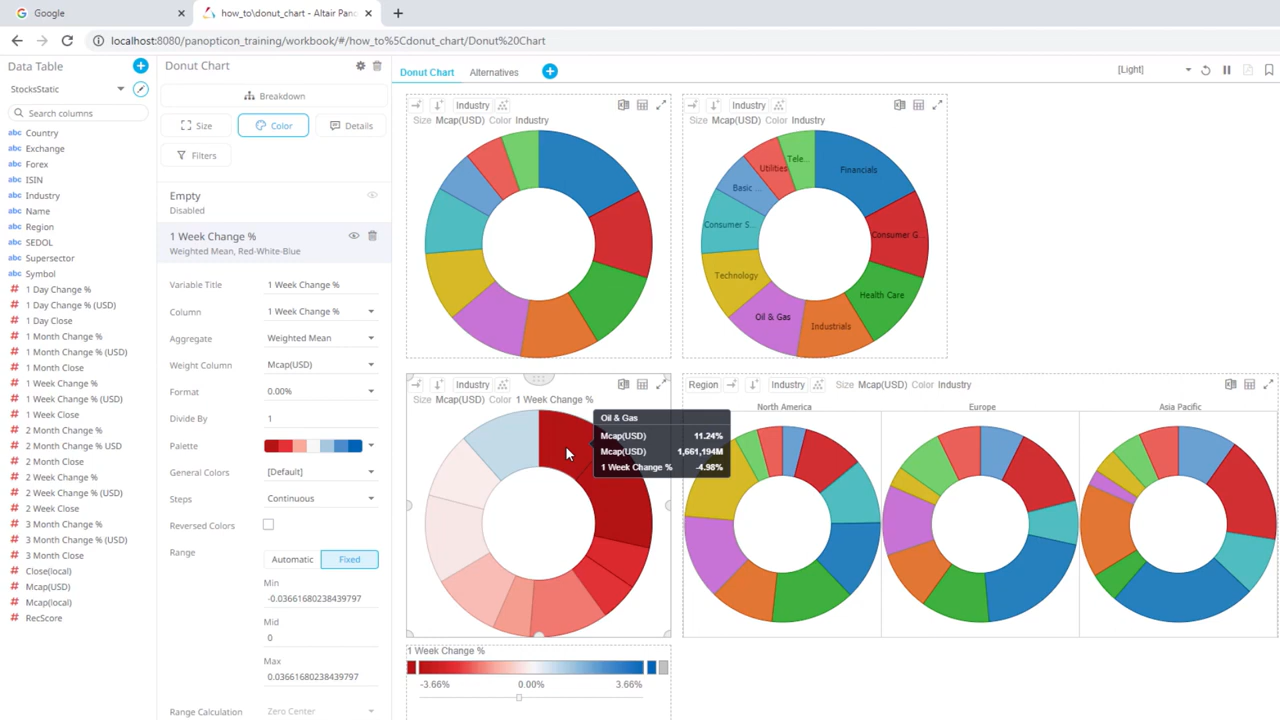 Google
how_to\donut_chart - Altair Pan
localhost:8080/panopticon_training/workbook/#/how_to%5Cdonut_chart/Donut%20Chart
Data Table
StocksStatic
Search columns
abc Country
abc Exchange
abc Forex
abc ISIN
abc Industry
abc Name
abc Region
abc SEDOL
abc Supersector
abc Symbol
# 1 Day Change %
# 1 Day Change % (USD)
# 1 Day Close
# 1 Month Change %
# 1 Month Change % (USD)
# 1 Month Close
# 1 Week Change %
# 1 Week Change % (USD)
# 1 Week Close
# 2 Month Change %
# 2 Month Change % USD
# 2 Month Close
# 2 Week Change %
# 2 Week Change % (USD)
# 2 Week Close
# 3 Month Change %
# 3 Month Change % (USD)
# 3 Month Close
# Close(local)
# Mcap(USD)
# Mcap(local)
# RecScore
Donut Chart
Breakdown
Size
Color
Details
Filters
Empty
Disabled
1 Week Change %
Weighted Mean, Red-White-Blue
Variable Title 1 Week Change %
Column 1 Week Change %
Aggregate Weighted Mean
Weight Column Mcap(USD)
Format 0.00%
Divide By 1
Palette
General Colors [Default]
Steps Continuous
Reversed Colors
Range Automatic Fixed
Min
-0.03661680238439797
Mid
0
Max
0.03661680238439797
Range Calculation Zero Center
Donut Chart
Alternatives
[Light]
Industry
Size Mcap(USD) Color Industry
Industry
Size Mcap(USD) Color Industry
Tele...
Utilities
Financials
Basic ...
Consumer S...
Consumer G...
Technology
Health Care
Oil & Gas
Industrials
Industry
Size Mcap(USD) Color 1 Week Change %
Oil & Gas
Mcap(USD) 11.24%
Mcap(USD) 1,661,194M
1 Week Change % -4.98%
1 Week Change %
-3.66% 0.00% 3.66%
Region Industry Size Mcap(USD) Color Industry
North America
Europe
Asia Pacific